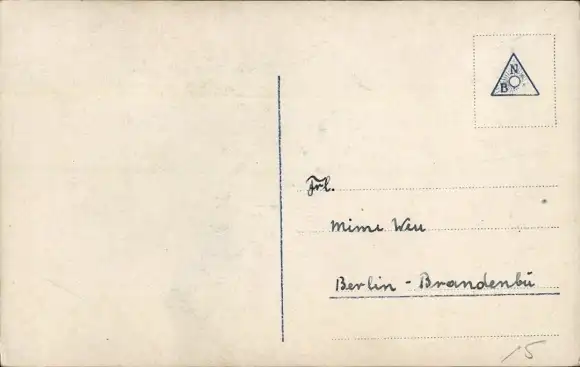 N
B
Frl.
Mimi Weu
Berlin - Brandenbu
15